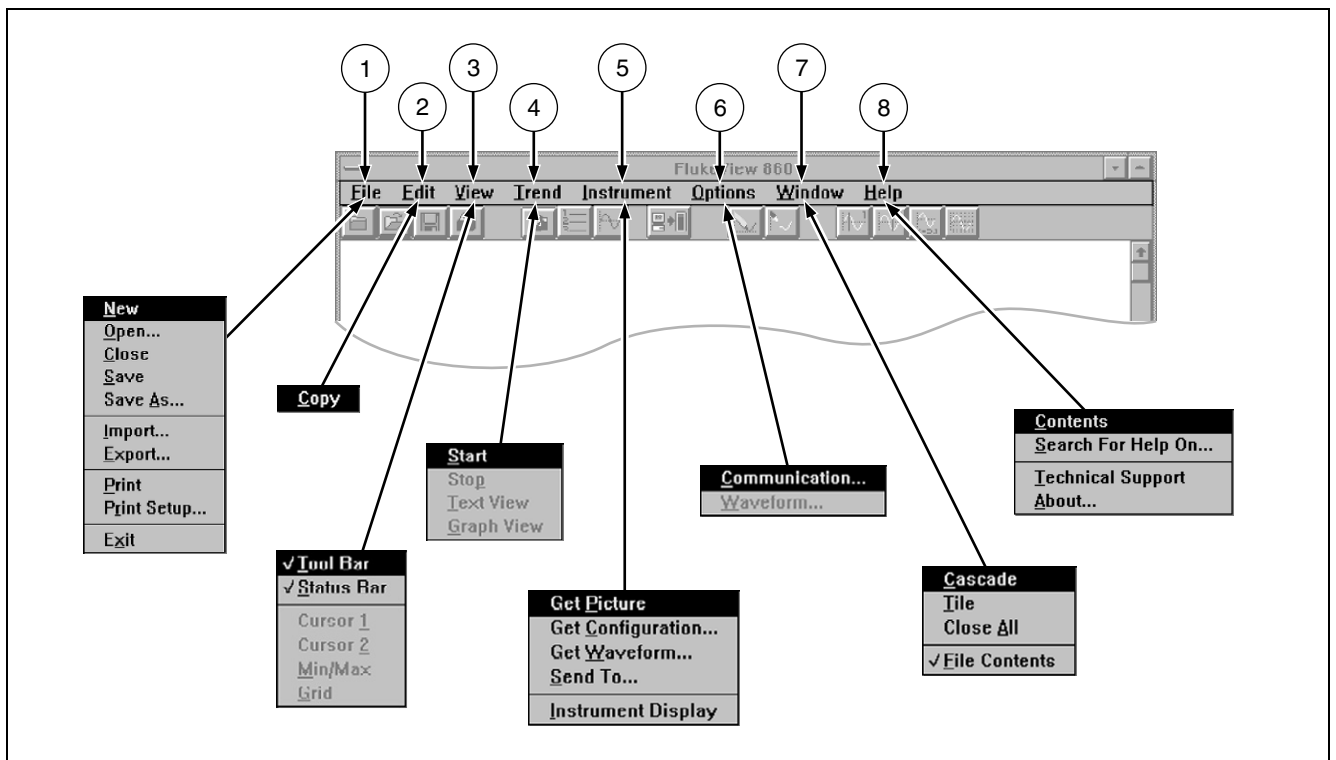 1
2
3
4
5
6
7
8
FlukeView 860
File Edit View Trend Instrument Options Window Help
New
Open...
Close
Save
Save As...
Import...
Export...
Print
Print Setup...
Exit
Copy
✓Tool Bar
✓Status Bar
Cursor 1
Cursor 2
Min/Max
Grid
Start
Stop
Text View
Graph View
Get Picture
Get Configuration...
Get Waveform...
Send To...
Instrument Display
Communication...
Waveform...
Cascade
Tile
Close All
✓File Contents
Contents
Search For Help On...
Technical Support
About...